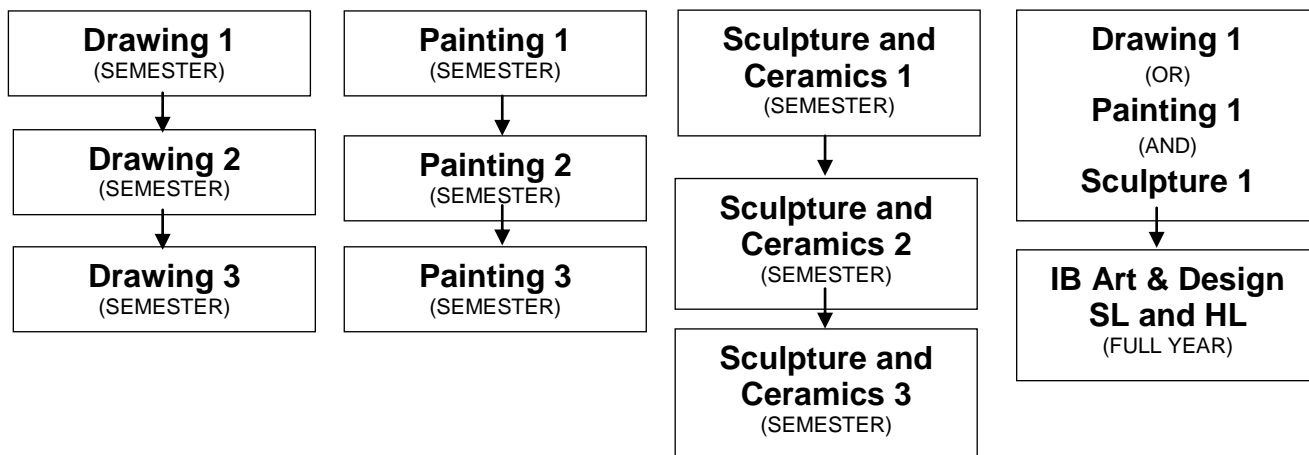 Drawing 1
(SEMESTER)
Drawing 2
(SEMESTER)
Drawing 3
(SEMESTER)
Painting 1
(SEMESTER)
Painting 2
(SEMESTER)
Painting 3
(SEMESTER)
Sculpture and
Ceramics 1
(SEMESTER)
Sculpture and
Ceramics 2
(SEMESTER)
Sculpture and
Ceramics 3
(SEMESTER)
Drawing 1
(OR)
Painting 1
(AND)
Sculpture 1
IB Art & Design
SL and HL
(FULL YEAR)